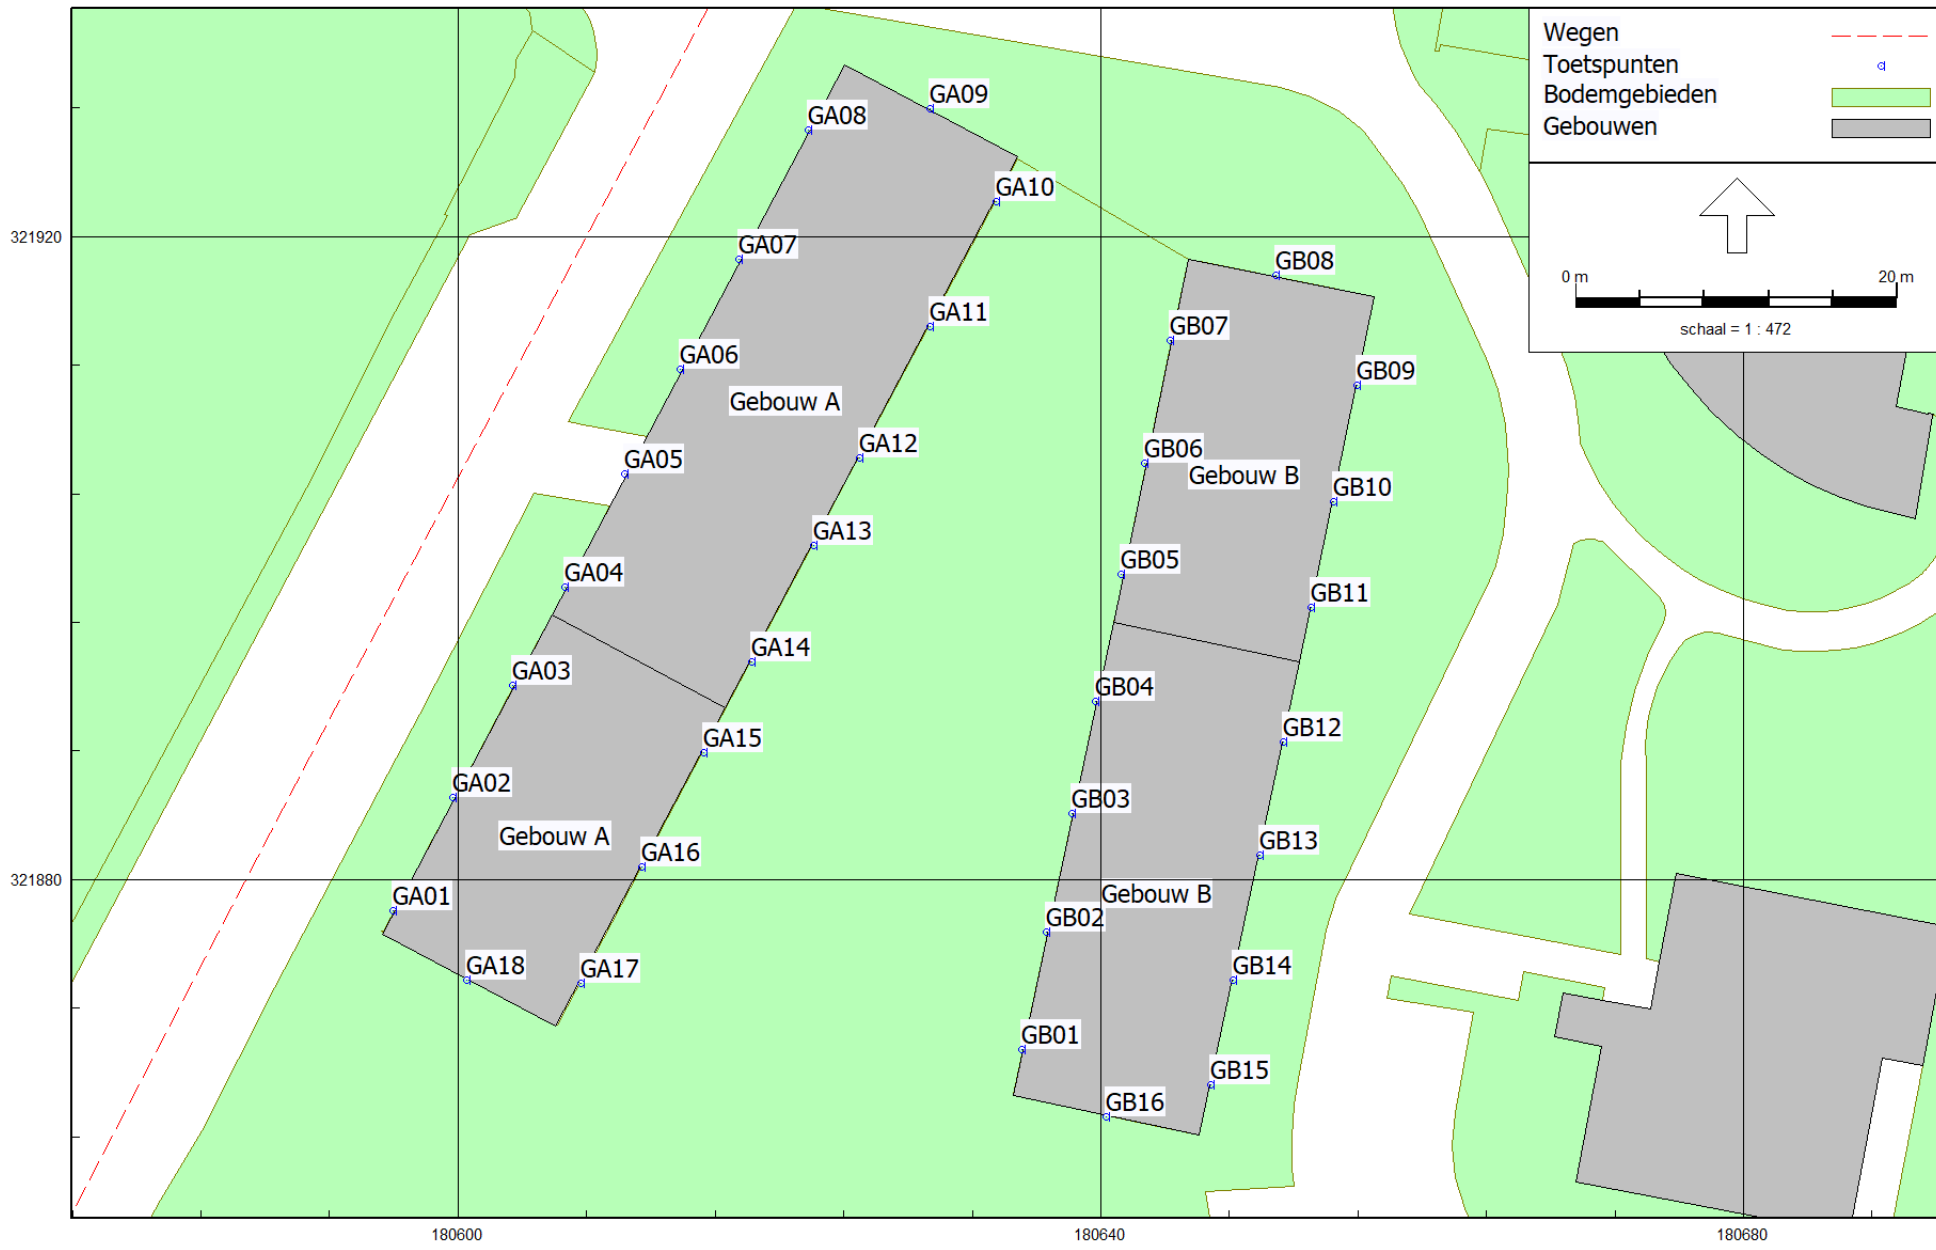 Wegen
Toetspunten
Bodemgebieden
Gebouwen
0 m 20 m
schaal = 1 : 472
GA09
GA08
GA10
321920
GA07
GB08
GA11
GB07
GA06
GB09
Gebouw A
GA12
GB06
GA05
Gebouw B
GB10
GA13
GB05
GA04
GB11
GA14
GA03
GB04
GB12
GA15
GA02
GB03
Gebouw A
GB13
GA16
321880
GA01
Gebouw B
GB02
GA18
GA17
GB14
GB01
GB15
GB16
180600
180640
180680